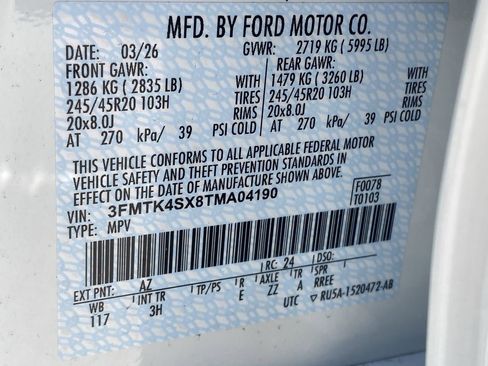 MFD. BY FORD MOTOR CO.
DATE: 03/26 GVWR: 2719 KG ( 5995 LB)
FRONT GAWR: REAR GAWR:
1286 KG ( 2835 LB) WITH 1479 KG ( 3260 LB) WITH
245/45R20 103H TIRES 245/45R20 103H TIRES
20x8.0J RIMS 20x8.0J RIMS
AT 270 kPa/ 39 PSI COLD AT 270 kPa/ 39 PSI COLD
THIS VEHICLE CONFORMS TO ALL APPLICABLE FEDERAL MOTOR
VEHICLE SAFETY AND THEFT PREVENTION STANDARDS IN
EFFECT ON THE DATE OF MANUFACTURE SHOWN ABOVE.
VIN: 3FMTK4SX8TMA04190 F0078
TYPE: MPV T0103
EXT PNT: AZ RC: 24 DSO:
WB INT TR TP/PS R AXLE TR SPR
117 3H ZZ A RREE
UTC ▽ RU5A-1520472-AB